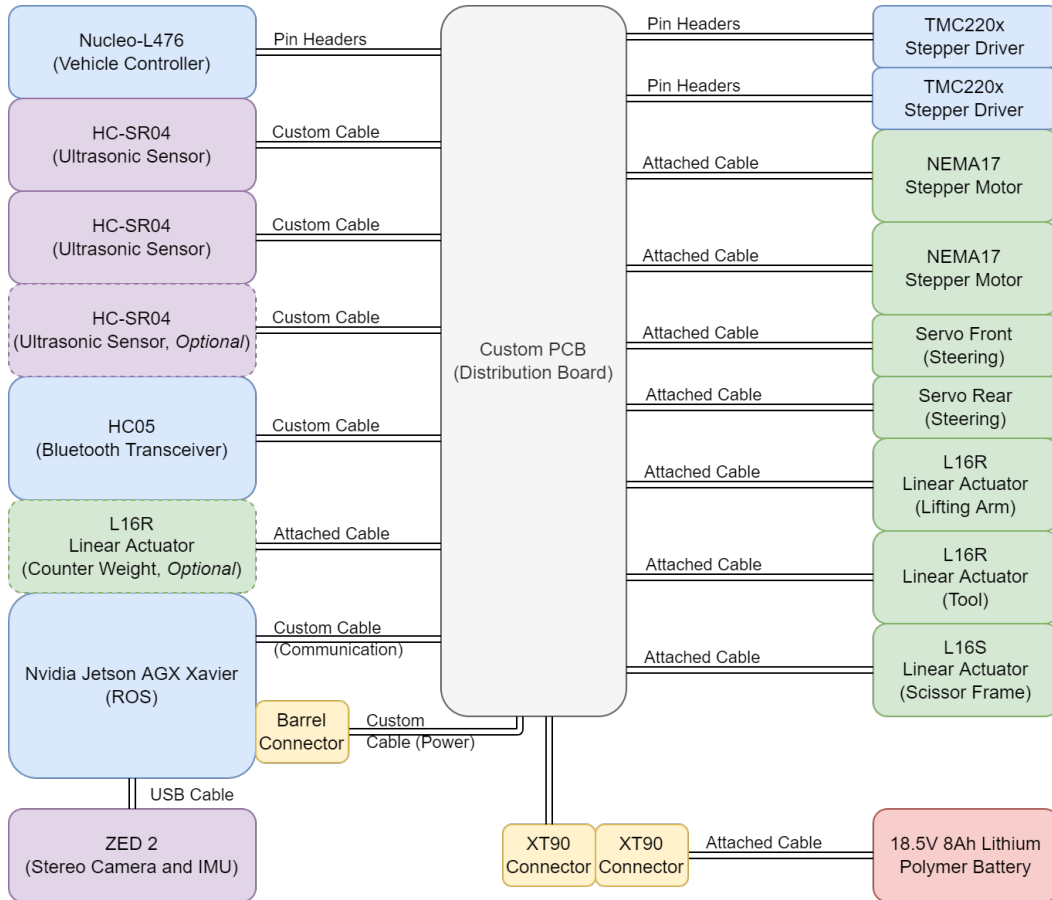 Nucleo-L476
(Vehicle Controller)
Pin Headers
HC-SR04
(Ultrasonic Sensor)
Custom Cable
HC-SR04
(Ultrasonic Sensor)
Custom Cable
HC-SR04
(Ultrasonic Sensor, Optional)
Custom Cable
HC05
(Bluetooth Transceiver)
Custom Cable
L16R
Linear Actuator
(Counter Weight, Optional)
Attached Cable
Nvidia Jetson AGX Xavier
(ROS)
Custom Cable
(Communication)
Barrel
Connector
Custom
Cable (Power)
USB Cable
ZED 2
(Stereo Camera and IMU)
Custom PCB
(Distribution Board)
Pin Headers
TMC220x
Stepper Driver
Pin Headers
TMC220x
Stepper Driver
Attached Cable
NEMA17
Stepper Motor
Attached Cable
NEMA17
Stepper Motor
Attached Cable
Servo Front
(Steering)
Attached Cable
Servo Rear
(Steering)
Attached Cable
L16R
Linear Actuator
(Lifting Arm)
Attached Cable
L16R
Linear Actuator
(Tool)
Attached Cable
L16S
Linear Actuator
(Scissor Frame)
XT90
Connector
XT90
Connector
Attached Cable
18.5V 8Ah Lithium
Polymer Battery